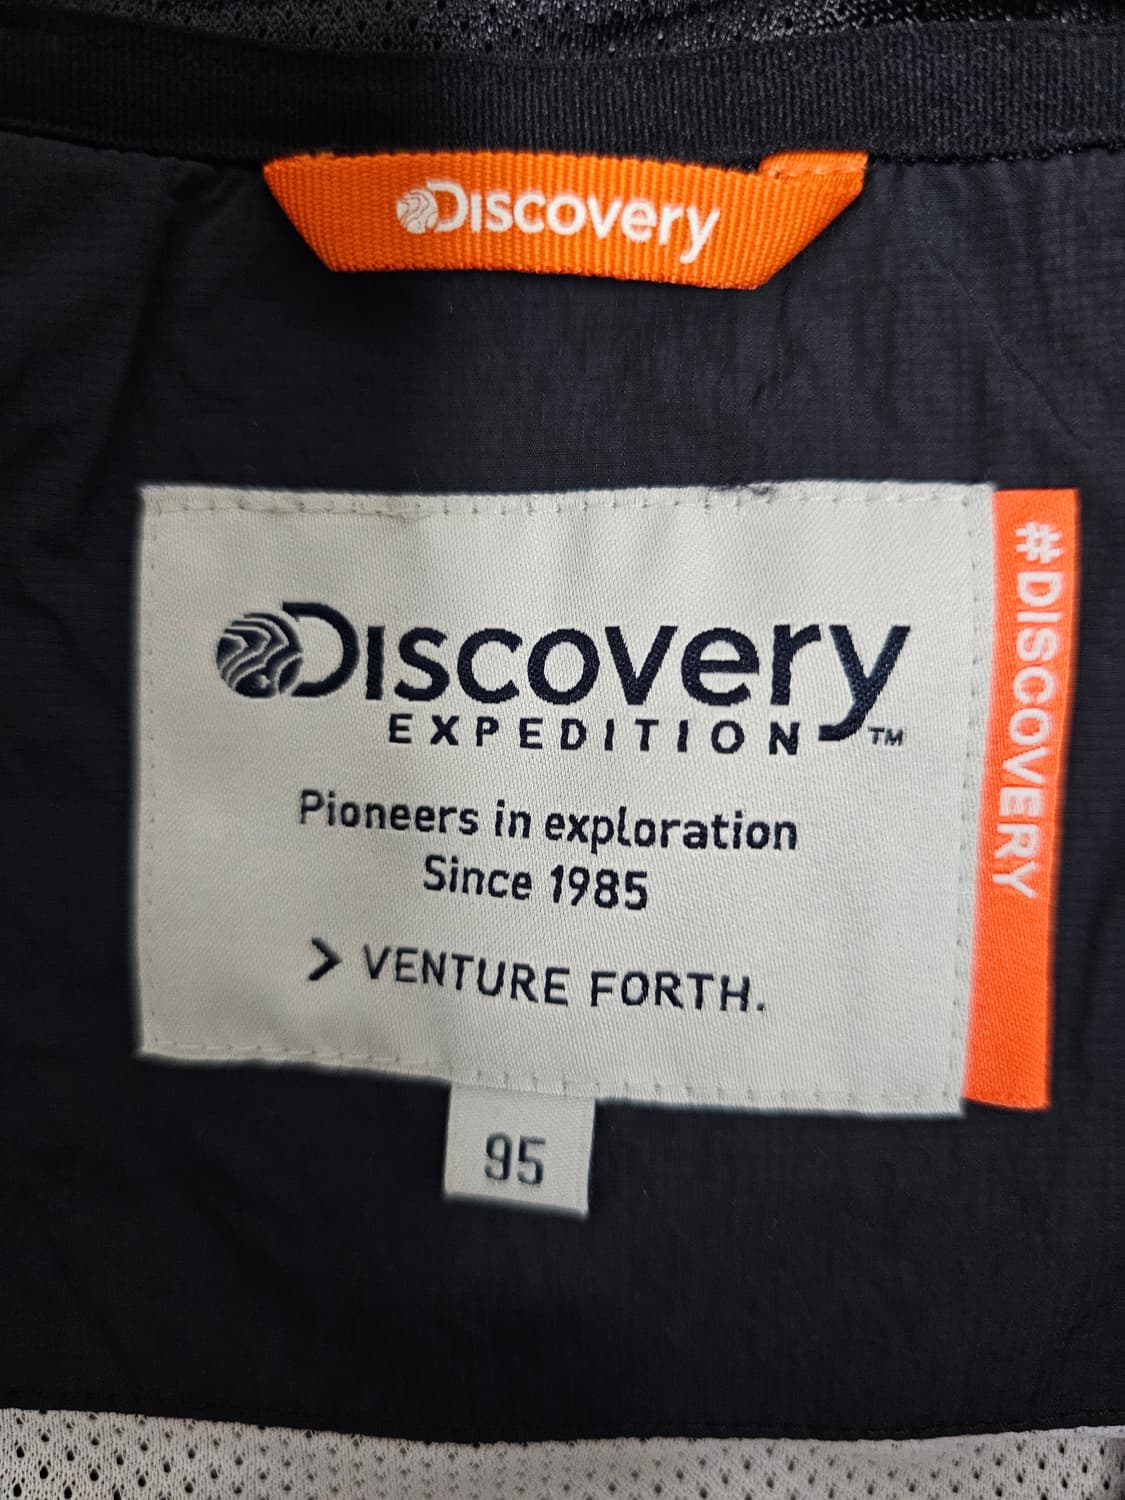 Discovery
Discovery
EXPEDITION™
Pioneers in exploration
Since 1985
> VENTURE FORTH.
#DISCOVERY
95